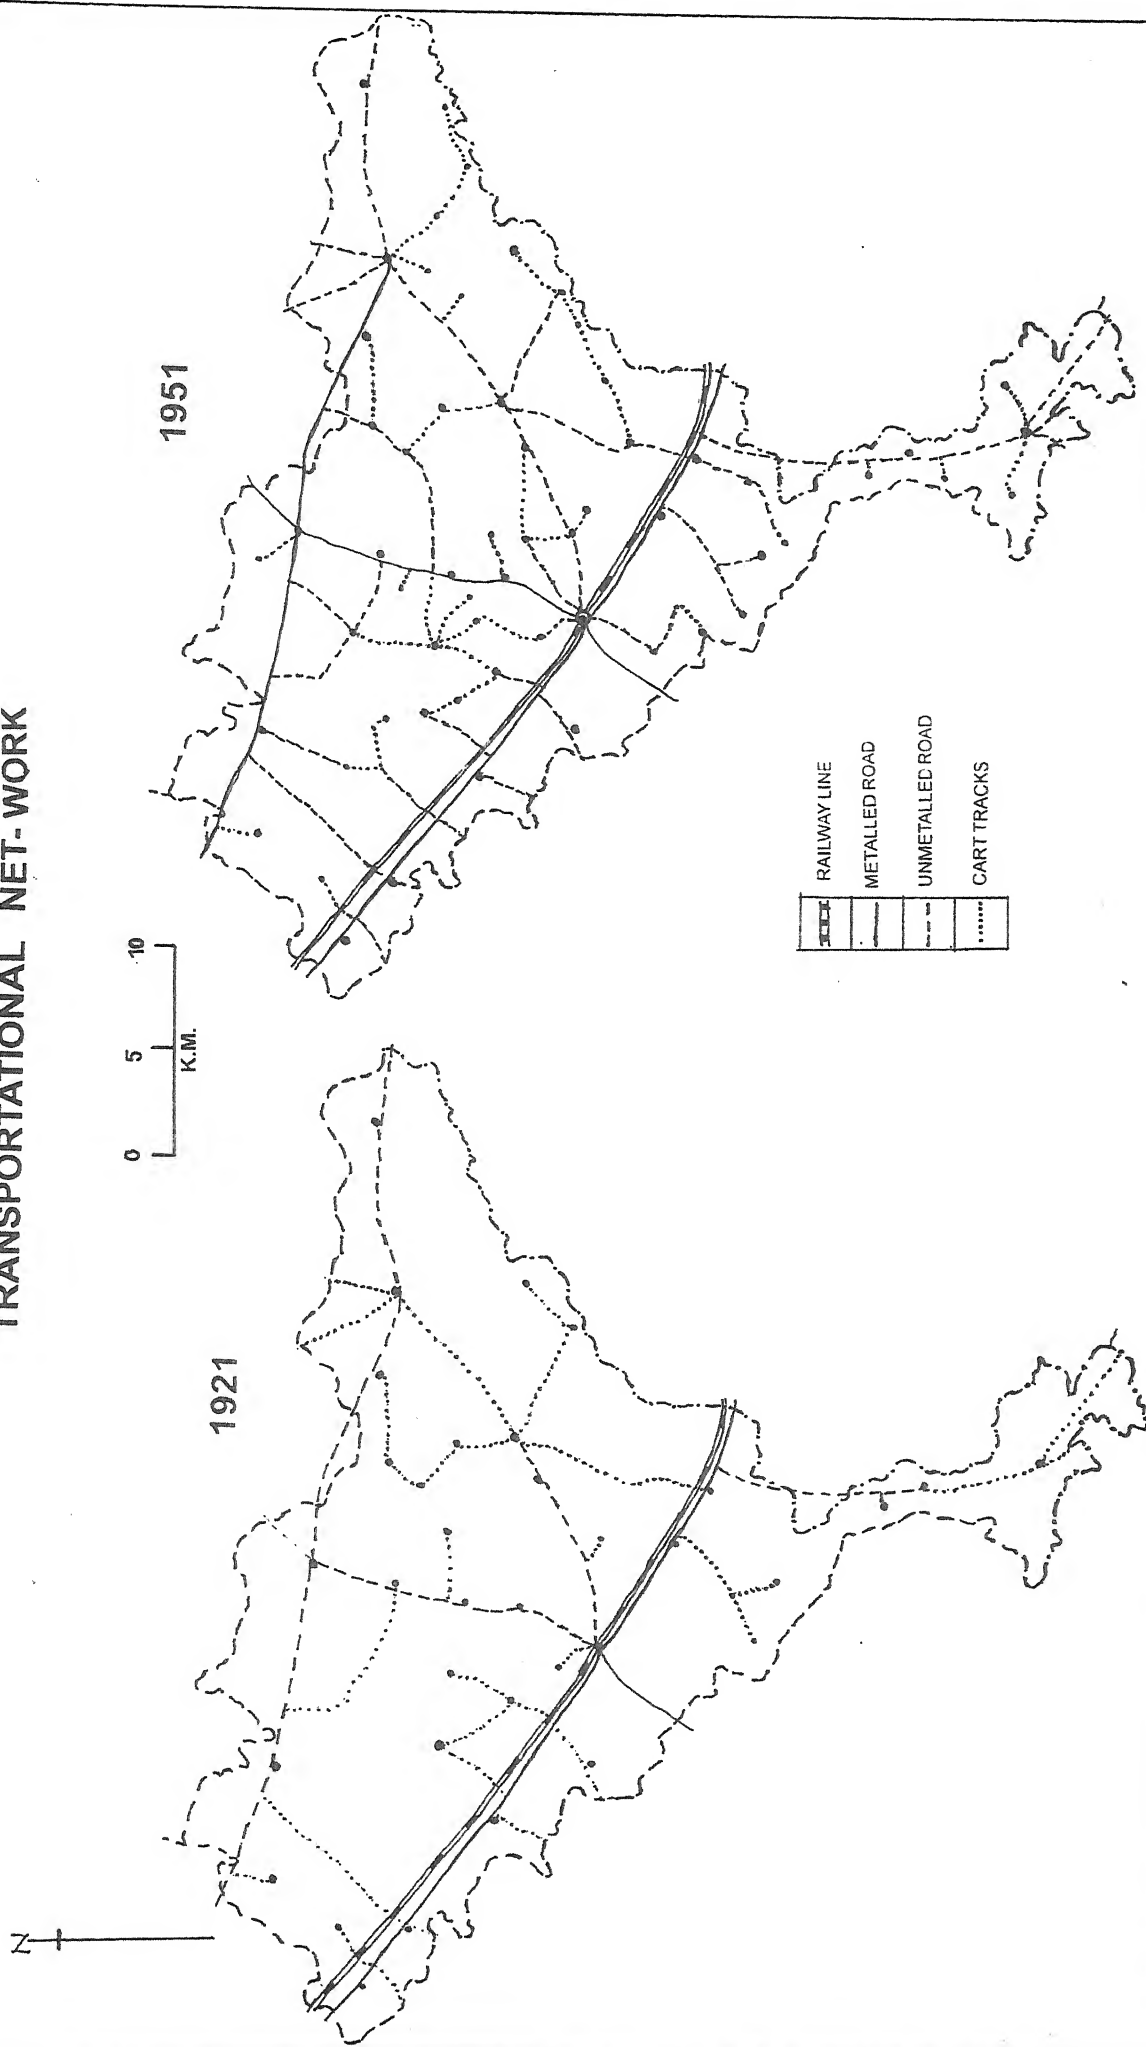 TRANSPORTATIONAL NET-WORK
N
0 5 10
K.M.
1921
1951
RAILWAY LINE
METALLED ROAD
UNMETALLED ROAD
CART TRACKS